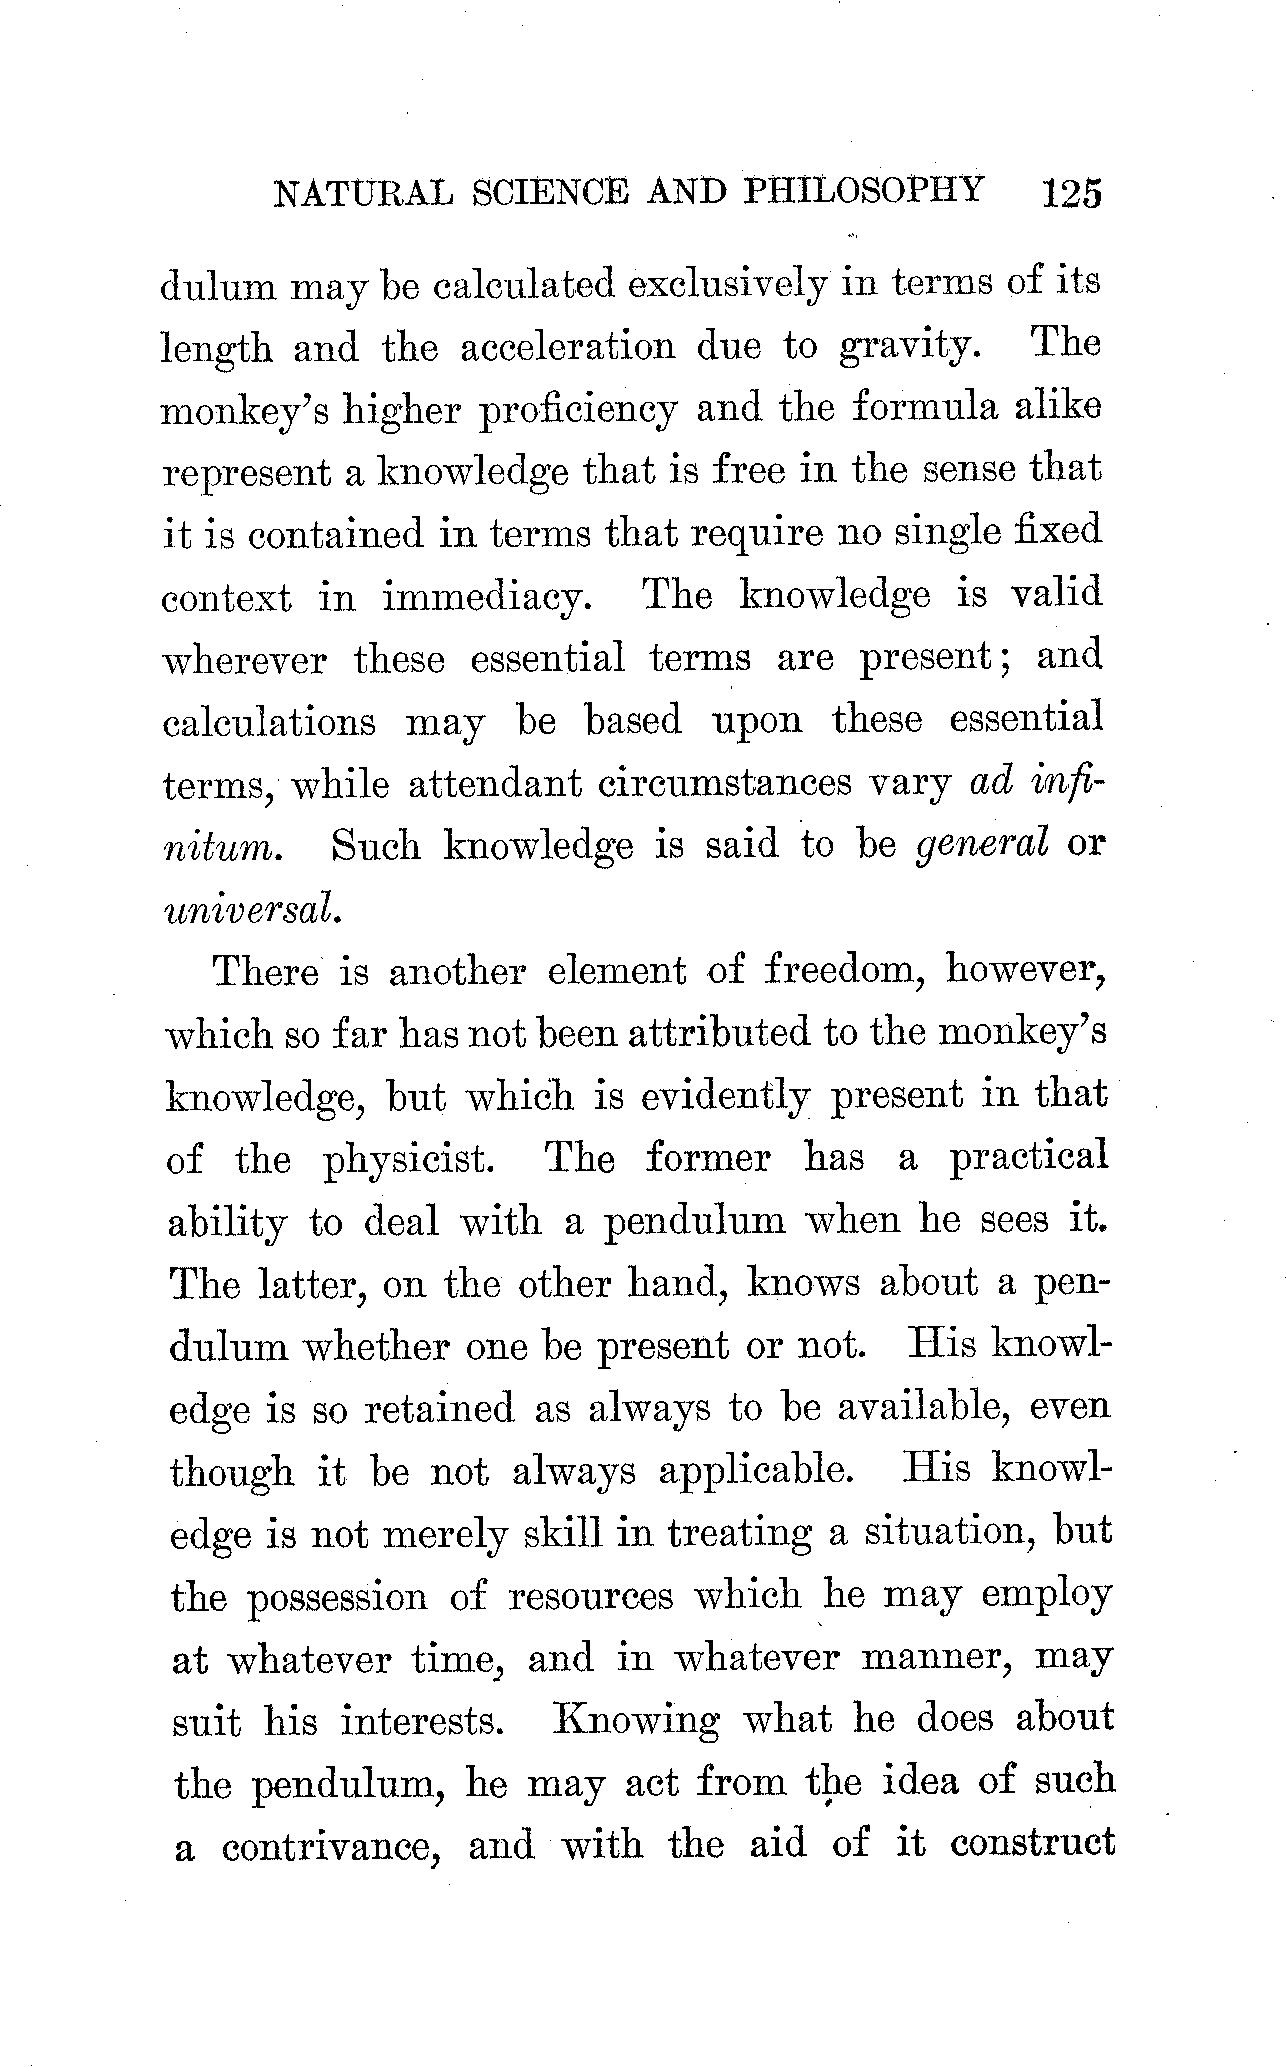 NATURAL SCIENCE AND PHILOSOPHY 125
dulum may be calculated exclusively in terms of its
length and the acceleration due to gravity. The
monkey's higher proficiency and the formula alike
represent a knowledge that is free in the sense that
it is contained in terms that require no single fixed
context in immediacy. The knowledge is valid
wherever these essential terms are present; and
calculations may be based upon these essential
terms, while attendant circumstances vary ad infi-
nitum. Such knowledge is said to be general or
universal.
There is another element of freedom, however,
which so far has not been attributed to the monkey's
knowledge, but which is evidently present in that
of the physicist. The former has a practical
ability to deal with a pendulum when he sees it.
The latter, on the other hand, knows about a pen-
dulum whether one be present or not. His knowl-
edge is so retained as always to be available, even
though it be not always applicable. His knowl-
edge is not merely skill in treating a situation, but
the possession of resources which he may employ
at whatever time, and in whatever manner, may
suit his interests. Knowing what he does about
the pendulum, he may act from the idea of such
a contrivance, and with the aid of it construct